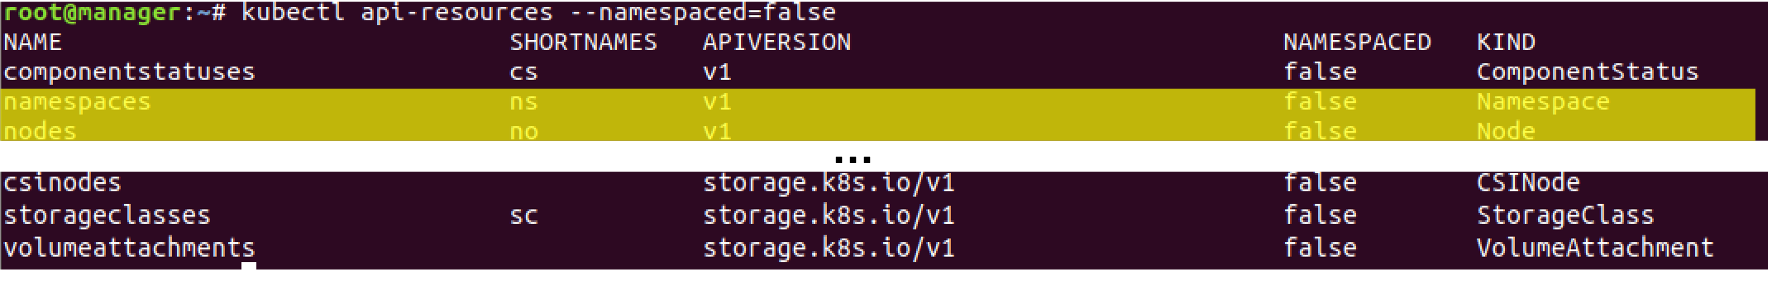 root@manager:~# kubectl api-resources --namespaced=false
NAME SHORTNAMES APIVERSION NAMESPACED KIND
componentstatuses cs v1 false ComponentStatus
namespaces ns v1 false Namespace
nodes no v1 false Node
...
csinodes storage.k8s.io/v1 false CSINode
storageclasses sc storage.k8s.io/v1 false StorageClass
volumeattachments storage.k8s.io/v1 false VolumeAttachment